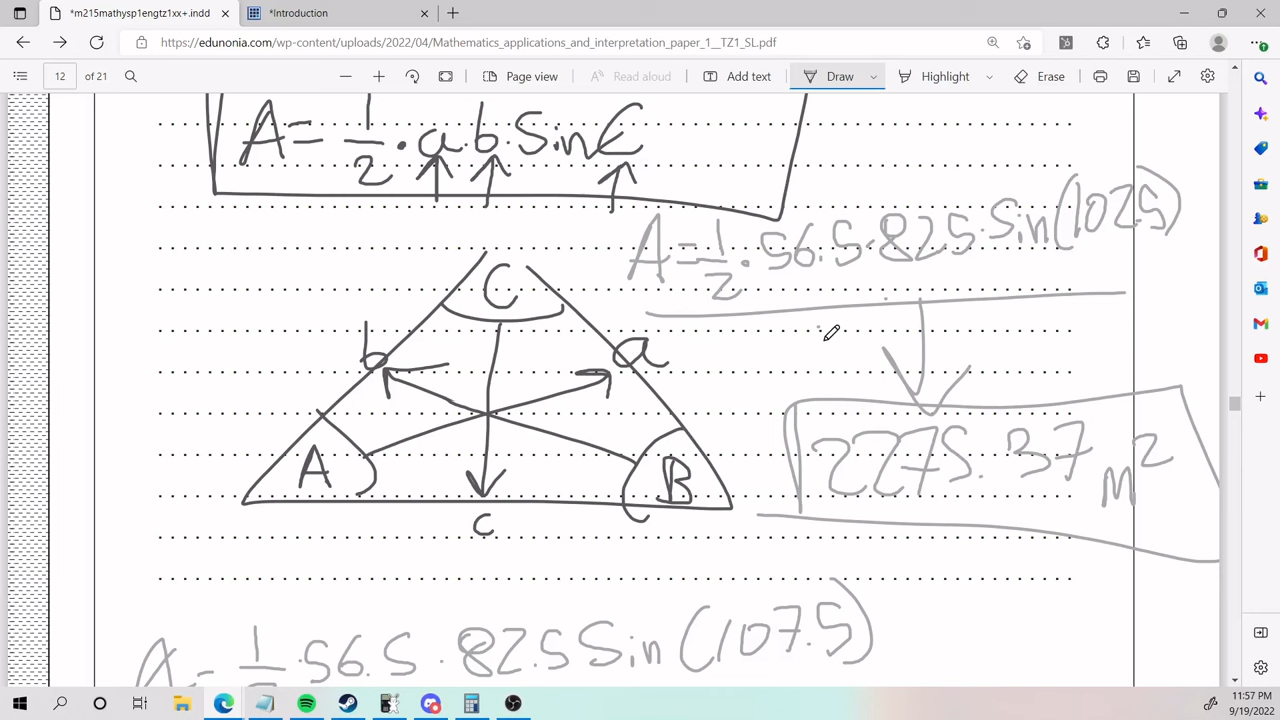 *m215mathysp1engtz1xx+.indd
*Introduction
https://edunonia.com/wp-content/uploads/2022/04/Mathematics_applications_and_interpretation_paper_1__TZ1_SL.pdf
12 of 21
Page view
Read aloud
Add text
Draw
Highlight
Erase
A = 1/2 · a · b · Sin C
A = 1/2 · 56.5 · 82.5 · Sin(102.5)
C
b
a
A
B
c
2275.37 m²
A = 1/2 · 56.5 · 82.5 Sin (107.5)
11:57 PM
9/19/2022